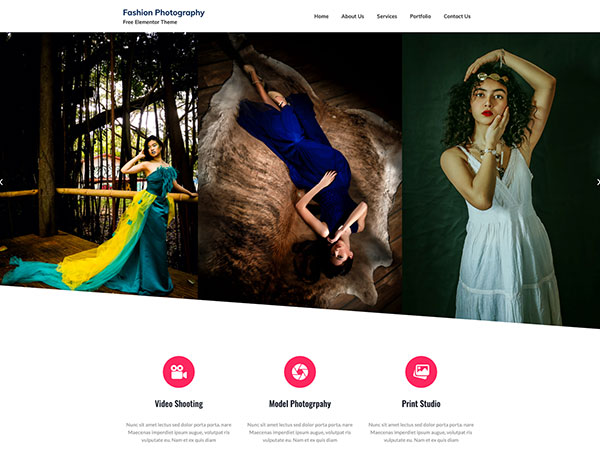 Fashion Photography
Free Elementor Theme
Home About Us Services Portfolio Contact Us
Video Shooting
Model Photogrpahy
Print Studio
Nunc sit amet lectus sed dolor porta porta, nare
Maecenas imperdiet ipsum augue, volutpat ris
vulputate eu. Nam et ex quis diam
Nunc sit amet lectus sed dolor porta porta, nare
Maecenas imperdiet ipsum augue, volutpat ris
vulputate eu. Nam et ex quis diam
Nunc sit amet lectus sed dolor porta porta, nare
Maecenas imperdiet ipsum augue, volutpat ris
vulputate eu. Nam et ex quis diam